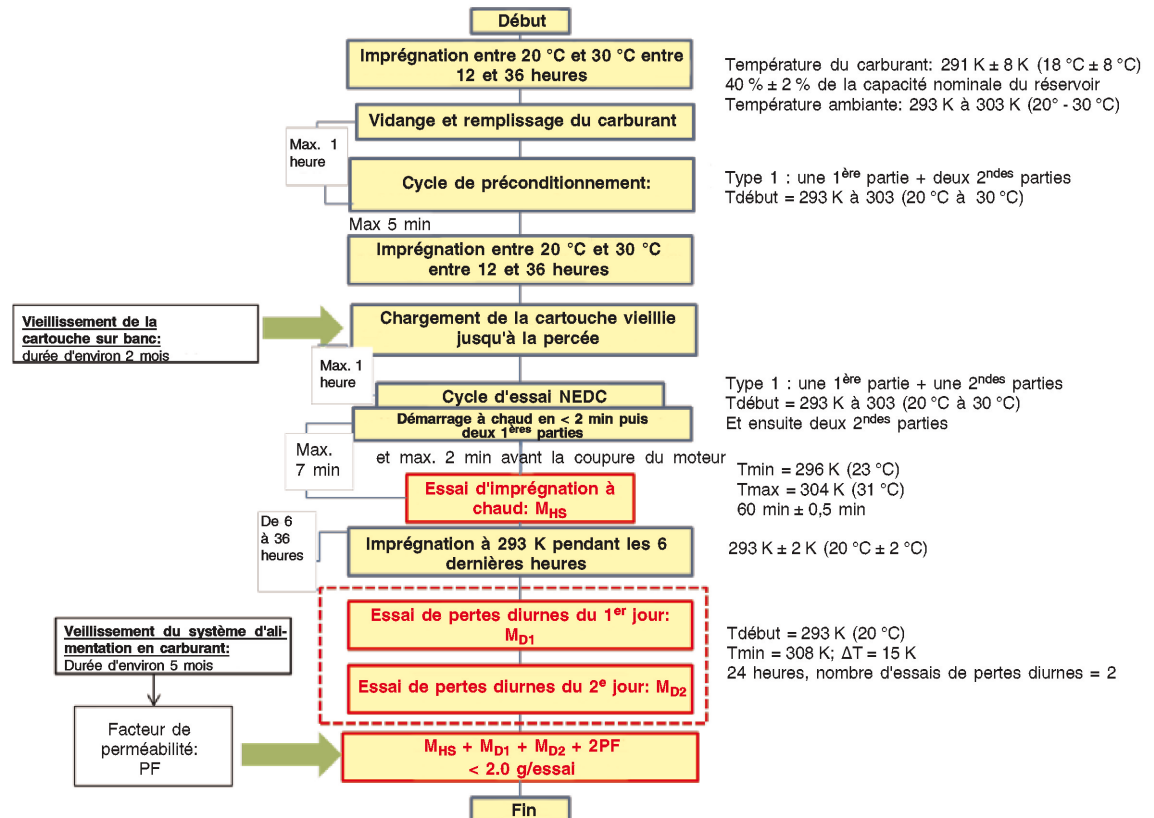 Début
Imprégnation entre 20 °C et 30 °C entre
12 et 36 heures
Température du carburant: 291 K ± 8 K (18 °C ± 8 °C)
40 % ± 2 % de la capacité nominale du réservoir
Température ambiante: 293 K à 303 K (20° - 30 °C)
Vidange et remplissage du carburant
Max. 1
heure
Cycle de préconditionnement:
Type 1 : une 1ère partie + deux 2ndes parties
Tdébut = 293 K à 303 (20 °C à 30 °C)
Max 5 min
Imprégnation entre 20 °C et 30 °C
entre 12 et 36 heures
Vieillissement de la
cartouche sur banc:
durée d'environ 2 mois
Chargement de la cartouche vieillie
jusqu'à la percée
Max. 1
heure
Cycle d'essai NEDC
Type 1 : une 1ère partie + une 2ndes parties
Tdébut = 293 K à 303 (20 °C à 30 °C)
Et ensuite deux 2ndes parties
Démarrage à chaud en < 2 min puis
deux 1ères parties
Max.
7 min
et max. 2 min avant la coupure du moteur
Essai d'imprégnation à
chaud: MHS
Tmin = 296 K (23 °C)
Tmax = 304 K (31 °C)
60 min ± 0,5 min
De 6
à 36
heures
Imprégnation à 293 K pendant les 6
dernières heures
293 K ± 2 K (20 °C ± 2 °C)
Essai de pertes diurnes du 1er jour:
MD1
Veillissement du système d'ali-
mentation en carburant:
Durée d'environ 5 mois
Tdébut = 293 K (20 °C)
Tmin = 308 K; ΔT = 15 K
24 heures, nombre d'essais de pertes diurnes = 2
Essai de pertes diurnes du 2e jour: MD2
Facteur de
perméabilité:
PF
MHS + MD1 + MD2 + 2PF
< 2.0 g/essai
Fin